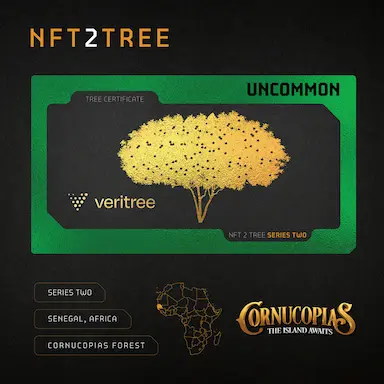 NFT2TREE
UNCOMMON
TREE CERTIFICATE
veritree
NFT 2 TREE SERIES TWO
SERIES TWO
SENEGAL, AFRICA
CORNUCOPIAS FOREST
CORNUCOPIAS
THE ISLAND AWAITS